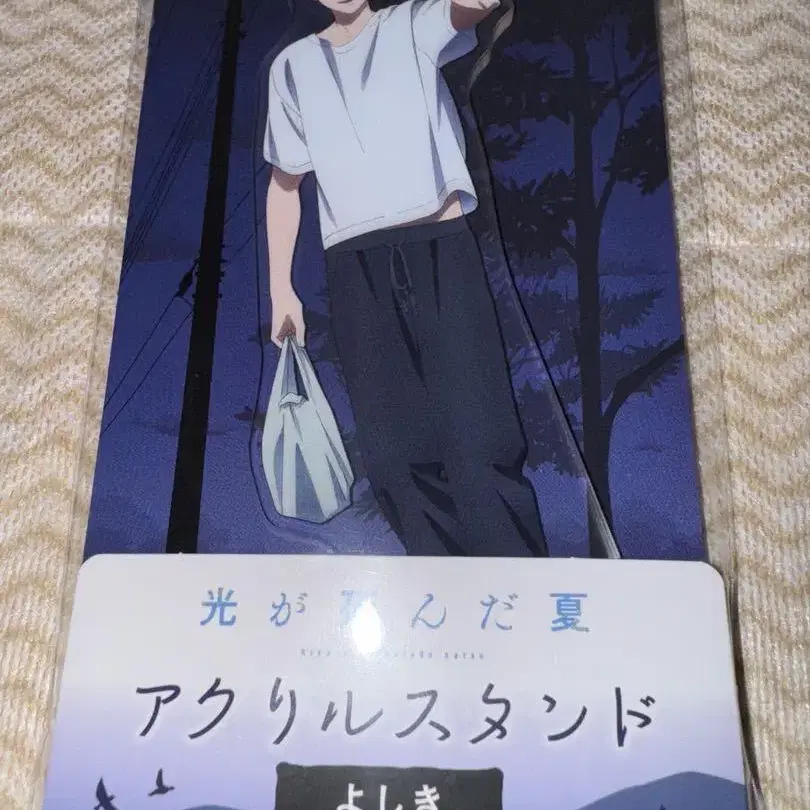 光が死んだ夏
アクリルスタンド
よしき